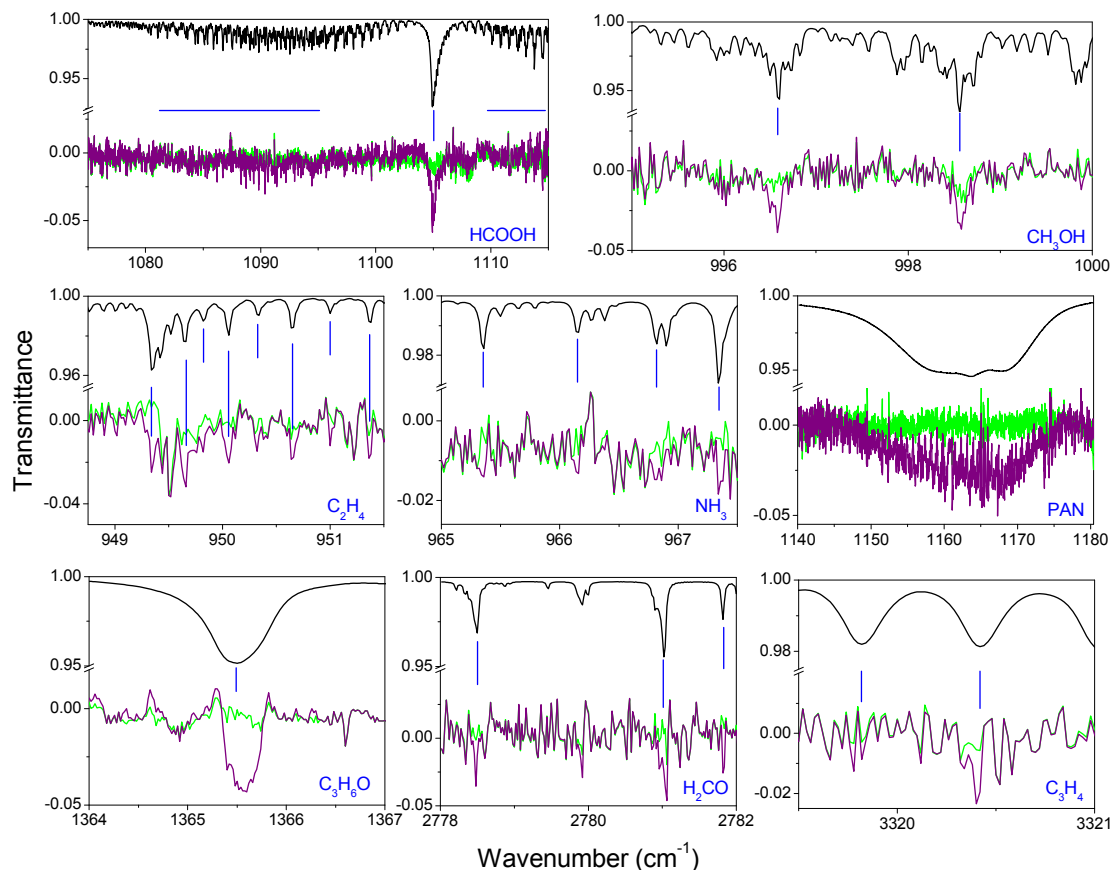 Transmittance
1.00
0.95
0.00
-0.05
HCOOH
1080 1090 1100 1110
1.00
0.95
0.00
-0.05
CH₃OH
996 998 1000
1.00
0.96
0.00
-0.04
C₂H₄
949 950 951
1.00
0.98
0.00
-0.02
NH₃
965 966 967
1.00
0.95
0.00
-0.05
PAN
1140 1150 1160 1170 1180
1.00
0.95
0.00
-0.05
C₃H₆O
1364 1365 1366 1367
1.00
0.95
0.00
-0.05
H₂CO
2778 2780 2782
1.00
0.98
0.00
-0.02
C₃H₄
3320 3321
Wavenumber (cm⁻¹)